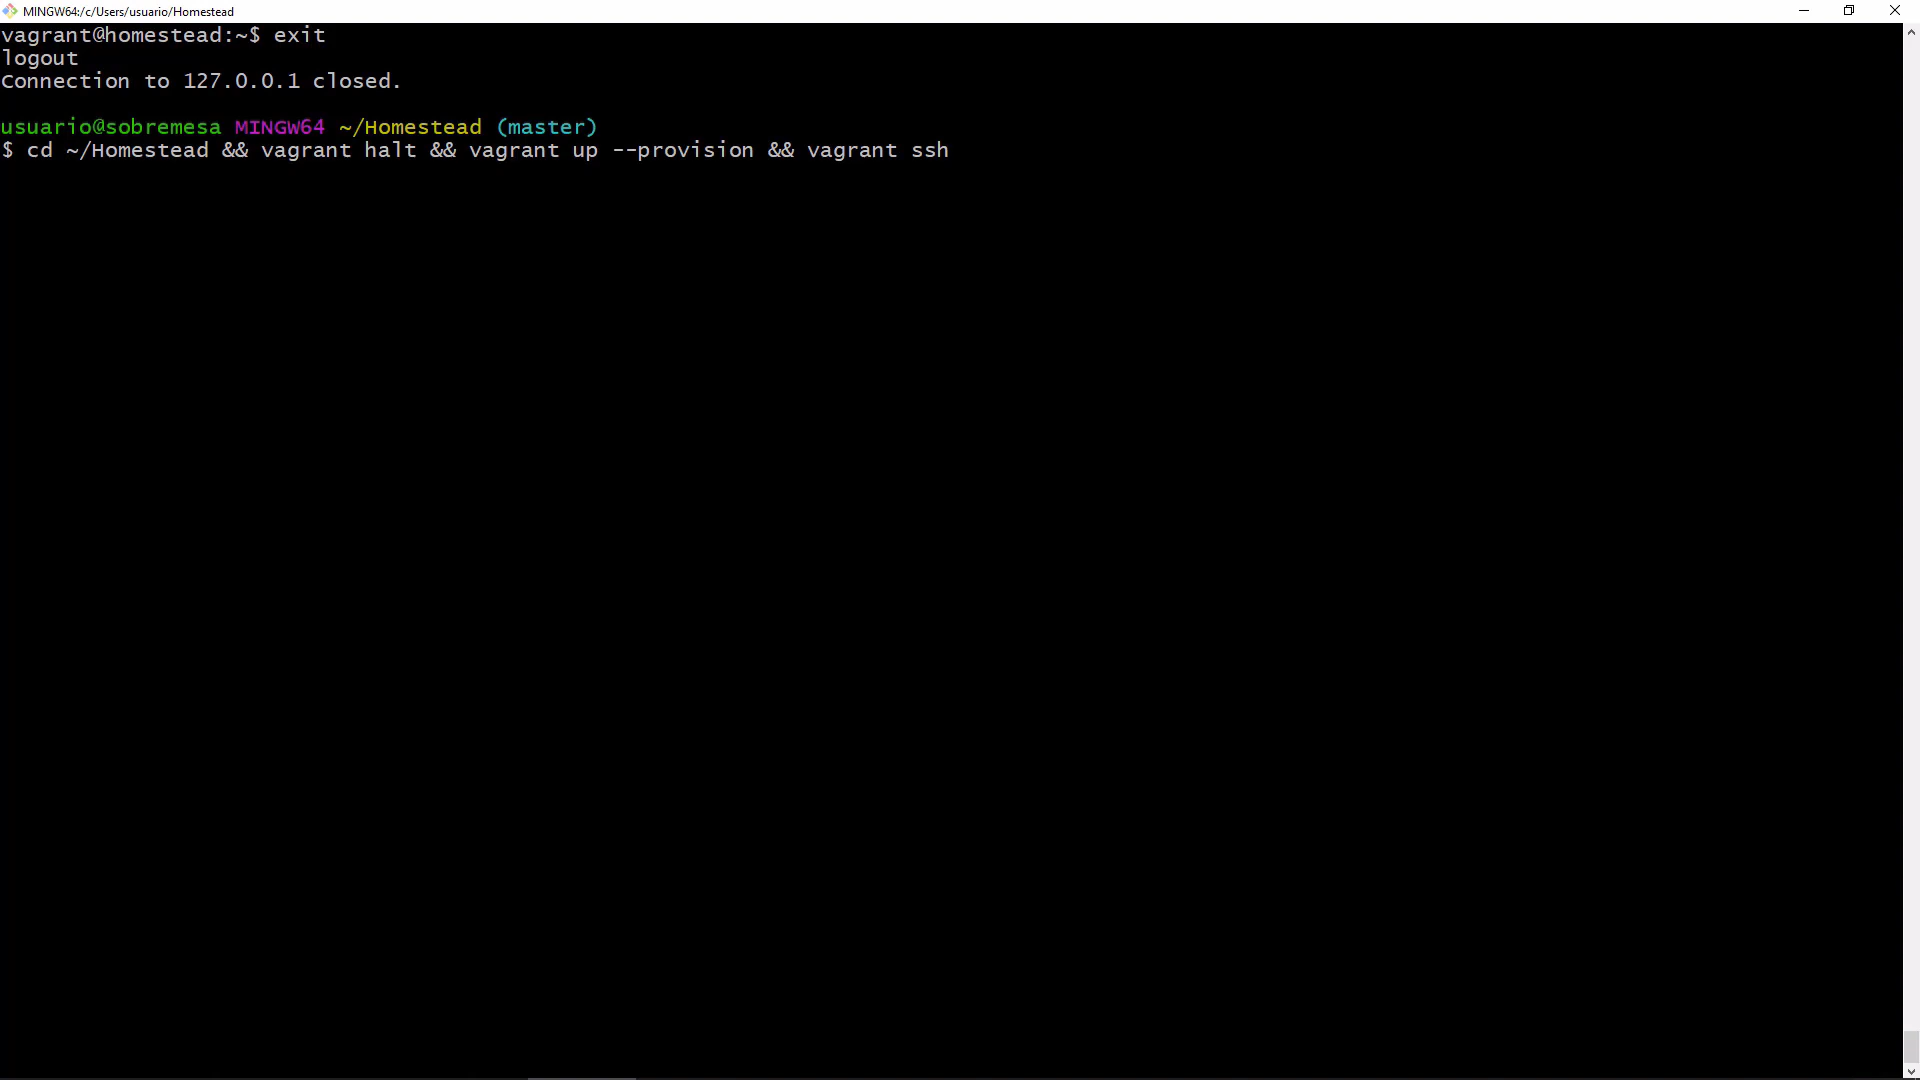 MINGW64:/c/Users/usuario/Homestead
vagrant@homestead:~$ exit
logout
Connection to 127.0.0.1 closed.
usuario@sobremesa MINGW64 ~/Homestead (master)
$ cd ~/Homestead && vagrant halt && vagrant up --provision && vagrant ssh